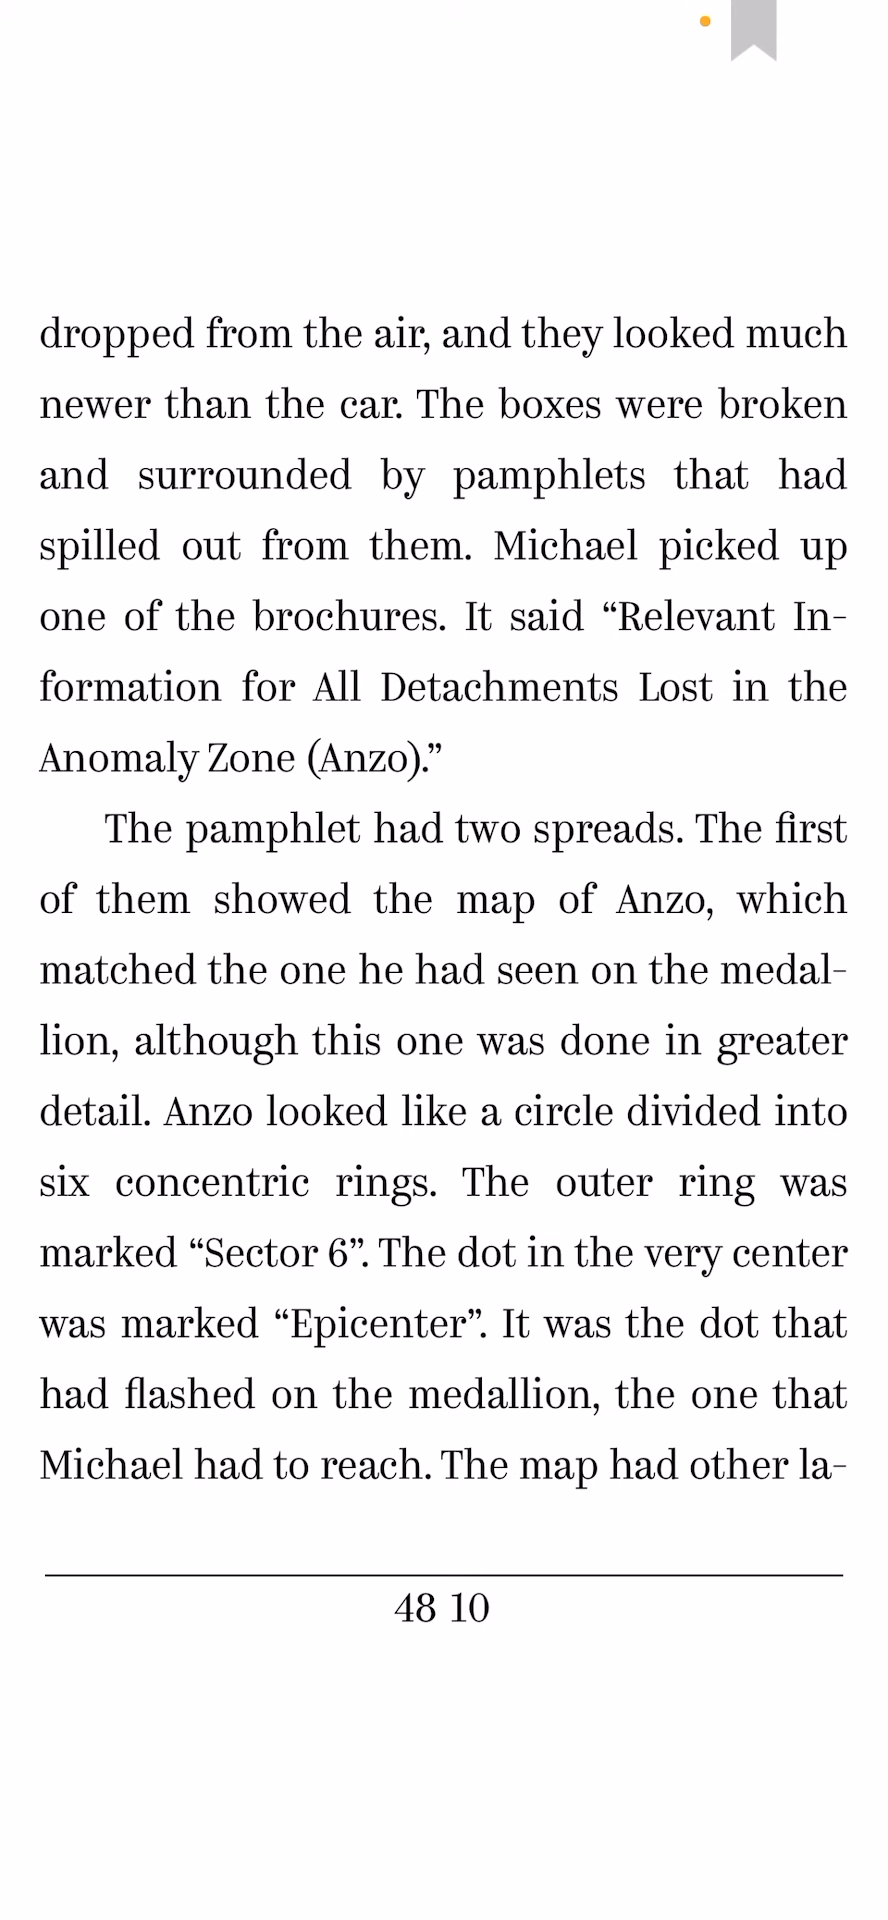 dropped from the air, and they looked much
newer than the car. The boxes were broken
and surrounded by pamphlets that had
spilled out from them. Michael picked up
one of the brochures. It said “Relevant In-
formation for All Detachments Lost in the
Anomaly Zone (Anzo).”
The pamphlet had two spreads. The first
of them showed the map of Anzo, which
matched the one he had seen on the medal-
lion, although this one was done in greater
detail. Anzo looked like a circle divided into
six concentric rings. The outer ring was
marked “Sector 6”. The dot in the very center
was marked “Epicenter”. It was the dot that
had flashed on the medallion, the one that
Michael had to reach. The map had other la-
48 10